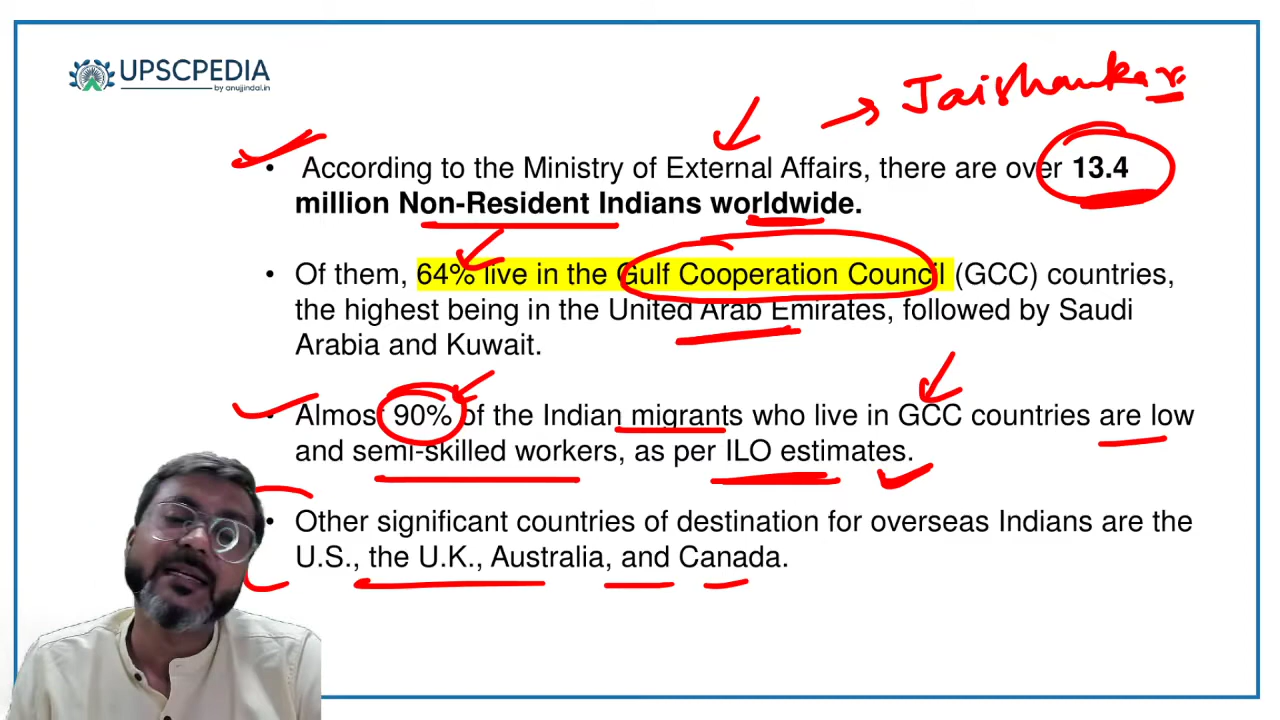 UPSCPEDIA
by anujjindal.in
Jaishankar
• According to the Ministry of External Affairs, there are over 13.4
million Non-Resident Indians worldwide.
• Of them, 64% live in the Gulf Cooperation Council (GCC) countries,
the highest being in the United Arab Emirates, followed by Saudi
Arabia and Kuwait.
• Almost 90% of the Indian migrants who live in GCC countries are low
and semi-skilled workers, as per ILO estimates.
• Other significant countries of destination for overseas Indians are the
U.S., the U.K., Australia, and Canada.